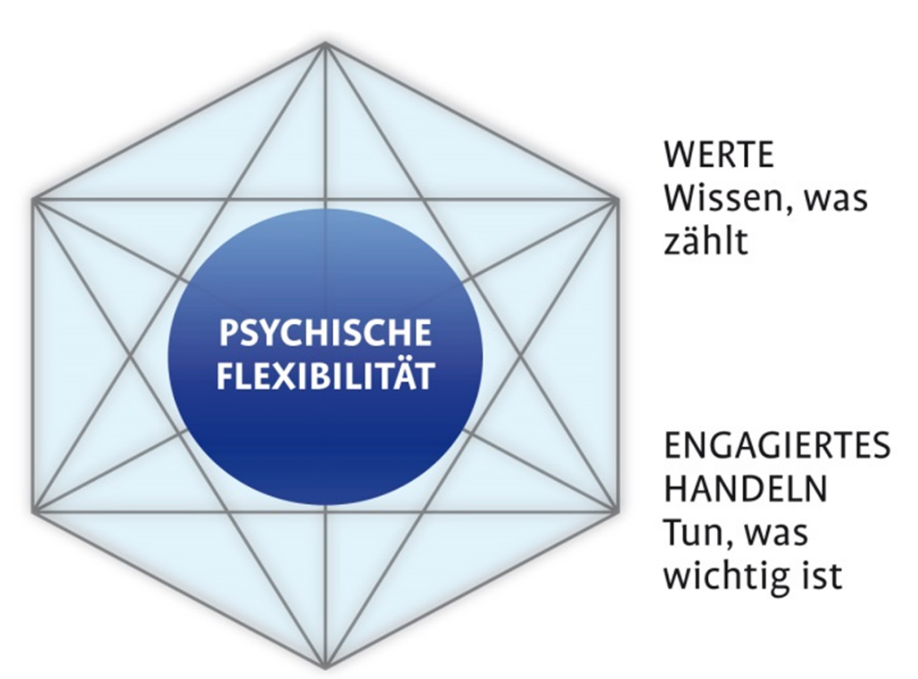 WERTE
Wissen, was
zählt
PSYCHISCHE
FLEXIBILITÄT
ENGAGIERTES
HANDELN
Tun, was
wichtig ist